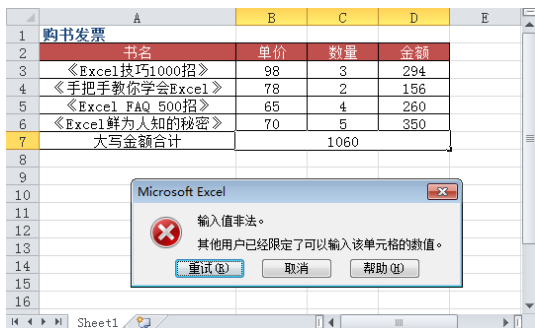 A B C D E
1 购书发票
2 书名 单价 数量 金额
3 《Excel技巧1000招》 98 3 294
4 《手把手教你学会Excel》 78 2 156
5 《Excel FAQ 500招》 65 4 260
6 《Excel鲜为人知的秘密》 70 5 350
7 大写金额合计 1060
8
9
10
11
12
13
14
15
16
Microsoft Excel
输入值非法。
其他用户已经限定了可以输入该单元格的数值。
重试(R) 取消 帮助(H)
Sheet1